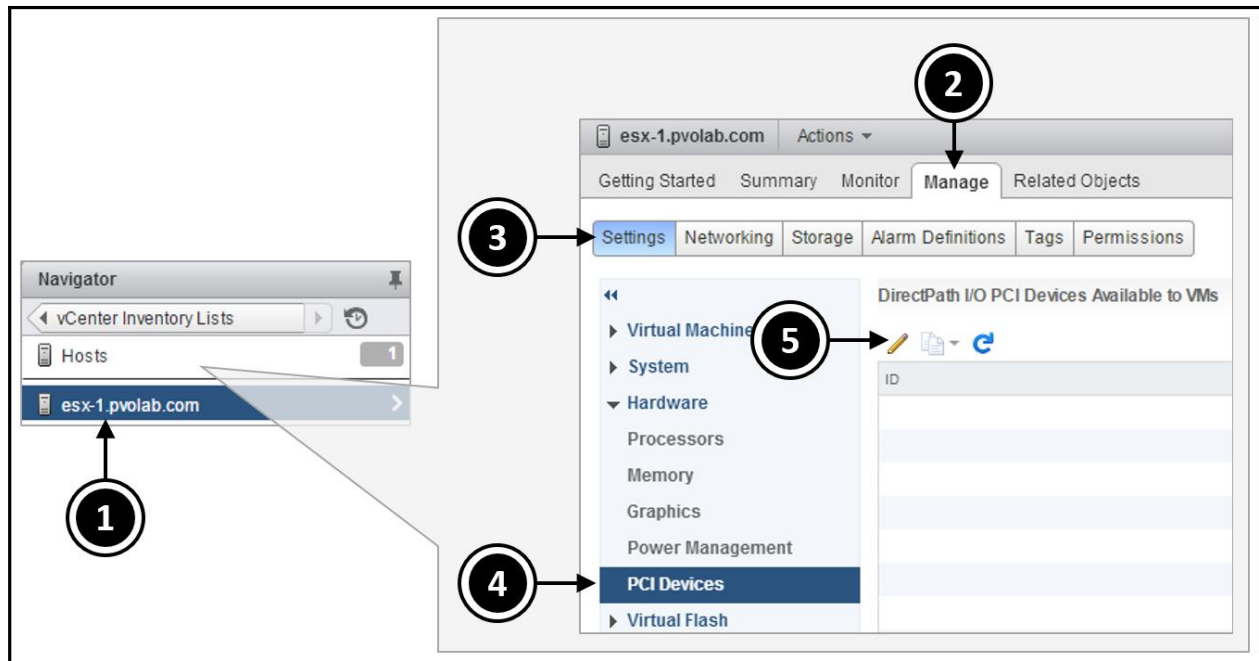 Navigator
vCenter Inventory Lists
Hosts 1
esx-1.pvolab.com
1
2
esx-1.pvolab.com Actions
Getting Started Summary Monitor Manage Related Objects
3
Settings Networking Storage Alarm Definitions Tags Permissions
DirectPath I/O PCI Devices Available to VMs
Virtual Machine
5
System
ID
Hardware
Processors
Memory
Graphics
Power Management
4
PCI Devices
Virtual Flash